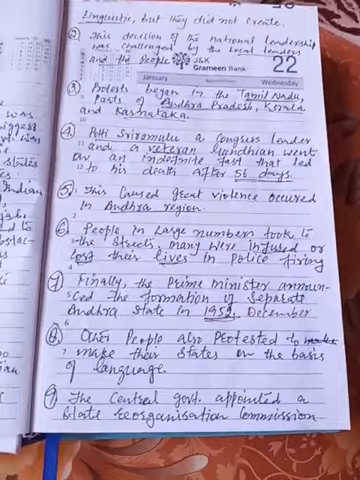 Linguistic, but they did not create.
② This decision of the national leadership
was challenged by the local leaders
and the people
J&K
Grameen Bank
January
Wednesday
22
③ Protests began in the Tamil Nadu,
Parts of Andhra Pradesh, Kerala
and Karnataka.
④ Potti Sriramulu a Congress leader
and a veteran Gandhian went
on an indefinite fast that led
to his death after 56 days.
⑤ This Caused great violence occured
in Andhra region.
⑥ People in Large numbers took to
the streets, many were injured or
lost their lives in police firing
⑦ Finally, the Prime Minister announ-
ced the formation of Separate
Andhra State in 1952, December
⑧ Other People also Protested to
make their States on the basis
of language.
⑨ The Central govt. appointed a
State Reorganisation Commission